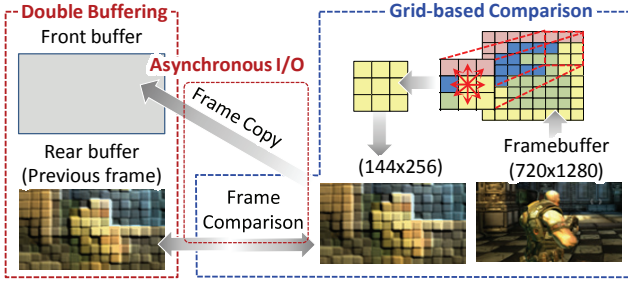 Double Buffering
Front buffer
Rear buffer
(Previous frame)
Asynchronous I/O
Frame Copy
Frame
Comparison
Grid-based Comparison
(144x256)
Framebuffer
(720x1280)